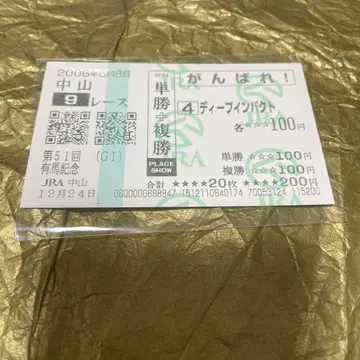 2006年5回8日
中山
9レース
第51回 (GI)
有馬記念
JRA 中山
12月24日
単勝+複勝
PLACE
SHOW
がんばれ!
4 ディープインパクト
各☆☆☆100円
単勝 ☆☆☆100円
複勝 ☆☆☆100円
合計 ★★★★20枚 ★★★★200円